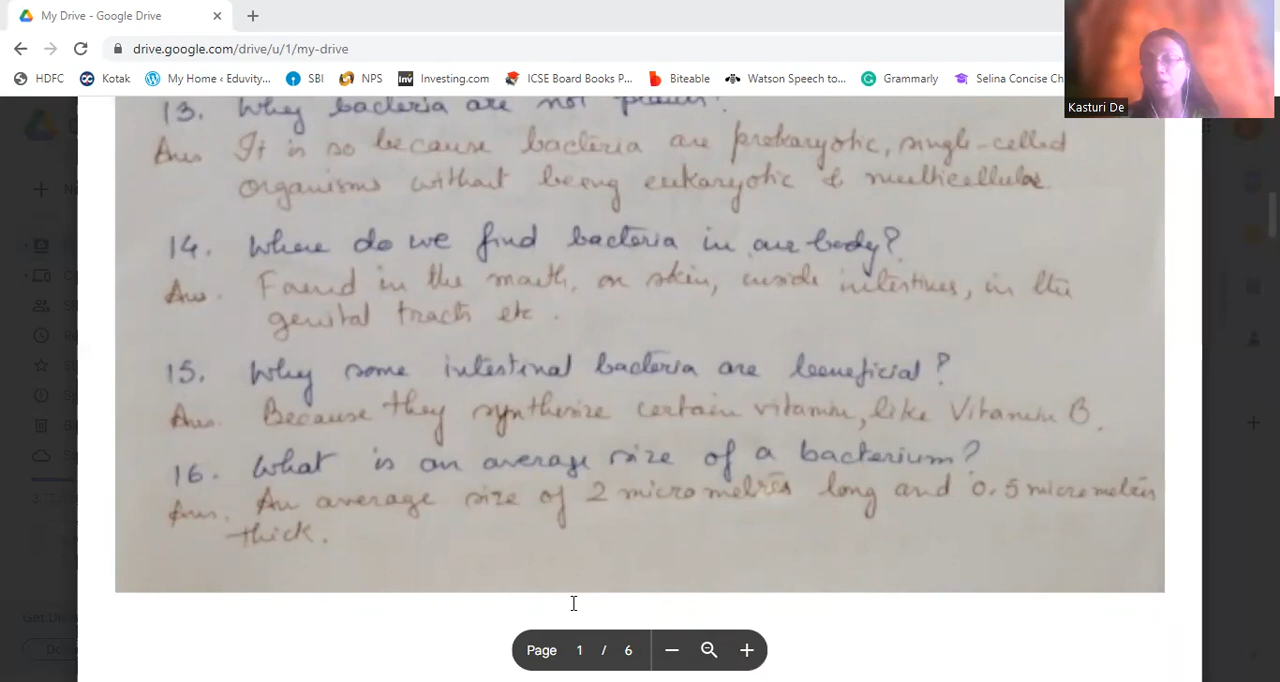 My Drive - Google Drive
drive.google.com/drive/u/1/my-drive
HDFC
Kotak
My Home ‹ Eduvity...
SBI
NPS
Inv Investing.com
ICSE Board Books P...
Biteable
Watson Speech to...
Grammarly
Selina Concise Ch
Kasturi De
13. Why bacteria are not plants?
Ans It is so because bacteria are prokaryotic, single-celled
organisms without being eukaryotic & multicellular.
14. Where do we find bacteria in our body?
Ans. Found in the mouth, on skin, inside intestines, in the
genital tracts etc.
15. Why some intestinal bacteria are beneficial?
Ans. Because they synthesize certain vitamin, like Vitamin B.
16. What is an average size of a bacterium?
Ans. An average size of 2 micrometres long and 0.5 micrometres
thick.
Page 1 / 6